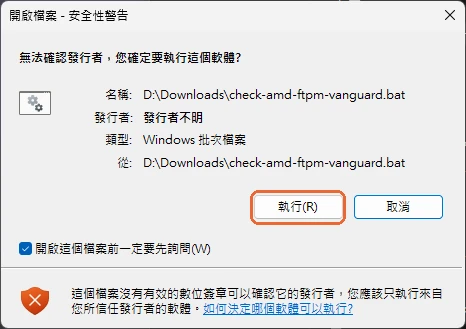 開啟檔案 - 安全性警告
無法確認發行者，您確定要執行這個軟體?
名稱: D:\Downloads\check-amd-ftpm-vanguard.bat
發行者: 發行者不明
類型: Windows 批次檔案
從: D:\Downloads\check-amd-ftpm-vanguard.bat
執行(R) 取消
開啟這個檔案前一定要先詢問(W)
這個檔案沒有有效的數位簽章可以確認它的發行者，您應該只執行來自
您所信任發行者的軟體。如何決定哪個軟體可以執行?